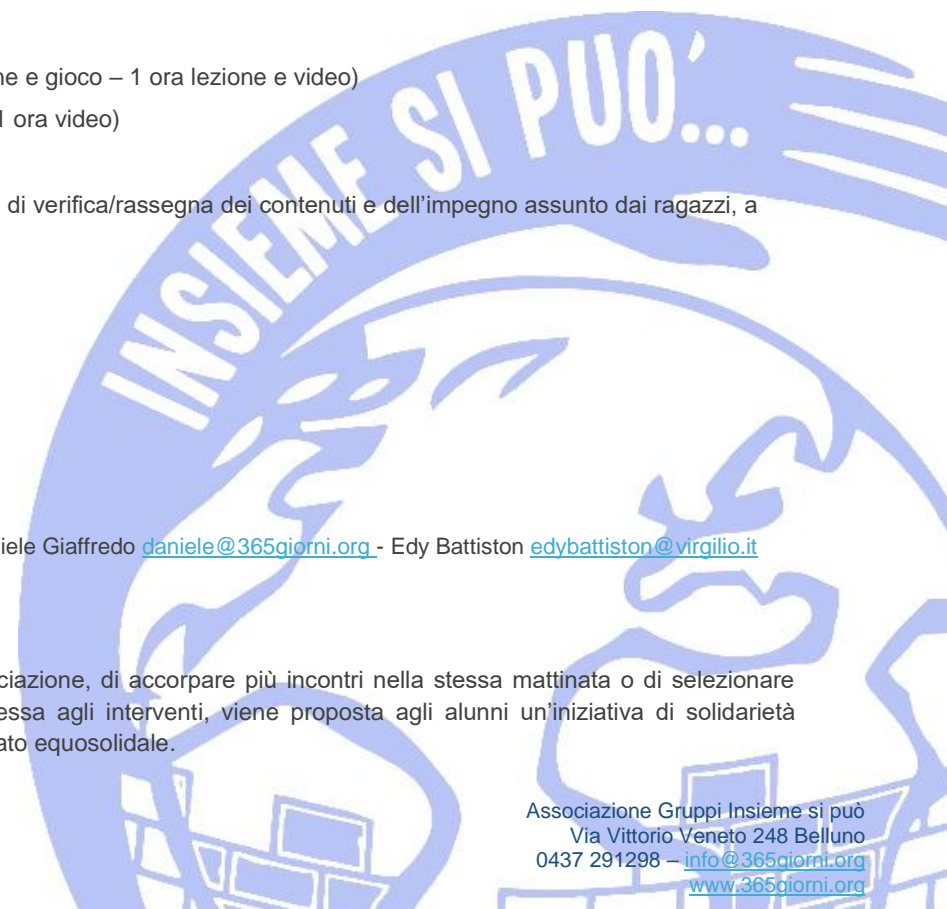 ne e gioco – 1 ora lezione e video)
1 ora video)
INSIEME SI PUO'...
di verifica/rassegna dei contenuti e dell'impegno assunto dai ragazzi, a
iele Giaffredo daniele@365giorni.org - Edy Battiston edybattiston@virgilio.it
ciazione, di accorpare più incontri nella stessa mattinata o di selezionare
essa agli interventi, viene proposta agli alunni un'iniziativa di solidarietà
ato equosolidale.
Associazione Gruppi Insieme si può
Via Vittorio Veneto 248 Belluno
0437 291298 – info@365giorni.org
www.365giorni.org